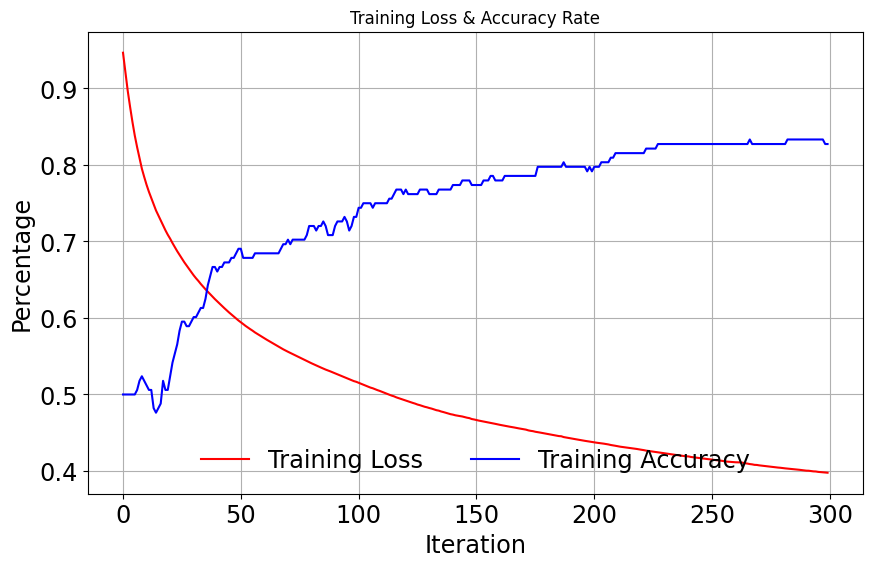 Training Loss & Accuracy Rate
Percentage
0.9
0.8
0.7
0.6
0.5
0.4
Training Loss
Training Accuracy
0 50 100 150 200 250 300
Iteration